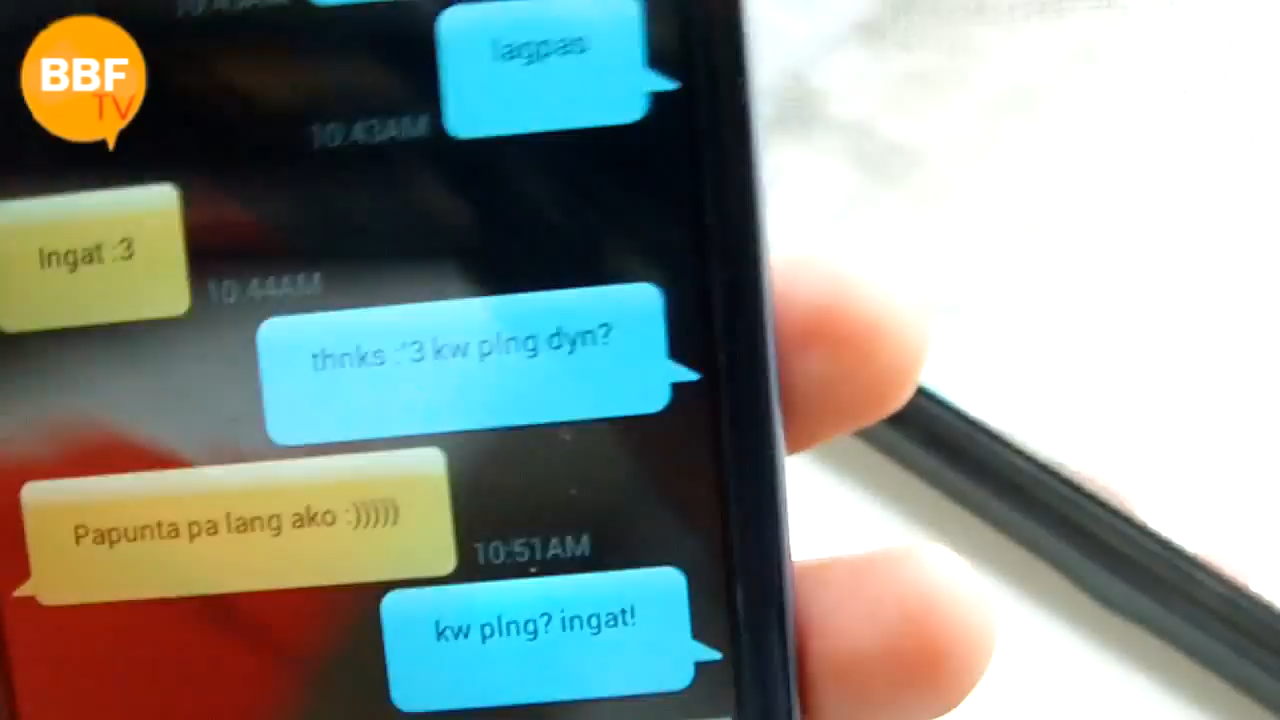 BBF
TV
lagpas
10:43AM
Ingat :3
10:44AM
thnks :"3 kw plng dyn?
Papunta pa lang ako :)))))
10:51AM
kw plng? ingat!